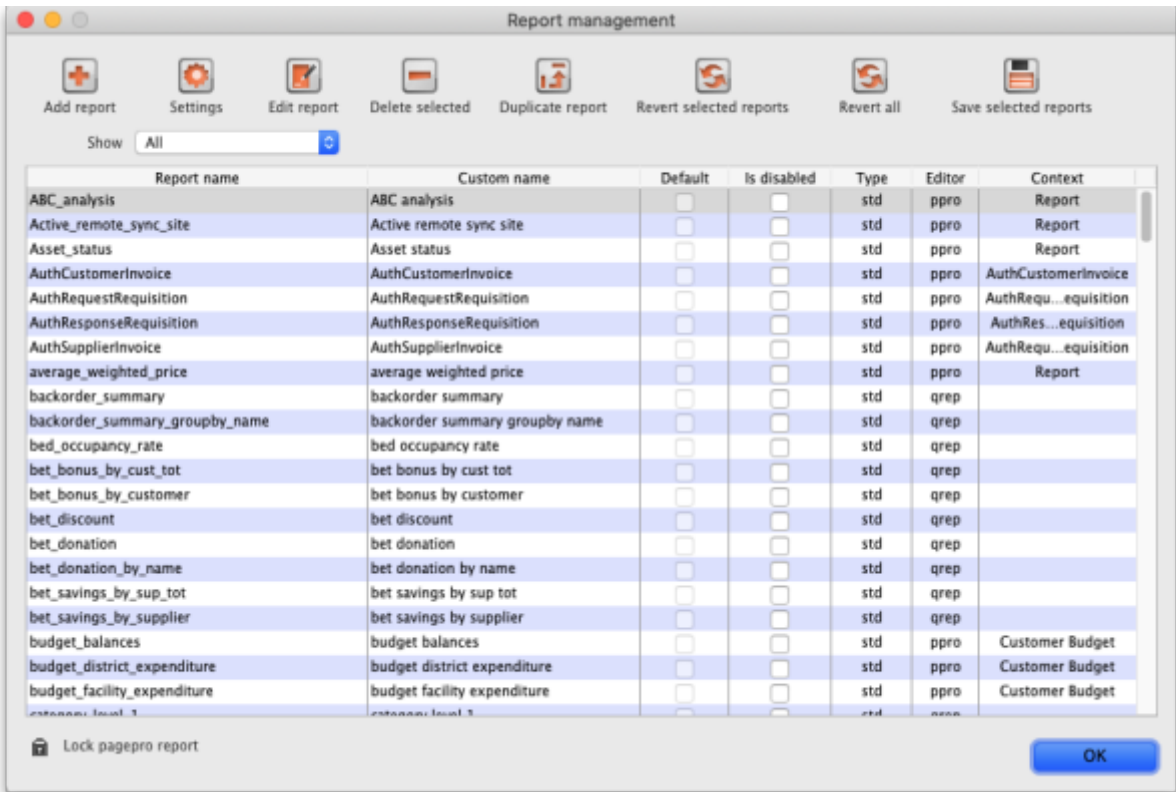 Report management
Add report Settings Edit report Delete selected Duplicate report Revert selected reports Revert all Save selected reports
Show All
Report name Custom name Default Is disabled Type Editor Context
ABC_analysis ABC analysis std ppro Report
Active_remote_sync_site Active remote sync site std ppro Report
Asset_status Asset status std ppro Report
AuthCustomerInvoice AuthCustomerInvoice std ppro AuthCustomerInvoice
AuthRequestRequisition AuthRequestRequisition std ppro AuthRequ...equisition
AuthResponseRequisition AuthResponseRequisition std ppro AuthRes...equisition
AuthSupplierInvoice AuthSupplierInvoice std ppro AuthRequ...equisition
average_weighted_price average weighted price std ppro Report
backorder_summary backorder summary std qrep
backorder_summary_groupby_name backorder summary groupby name std qrep
bed_occupancy_rate bed occupancy rate std qrep
bet_bonus_by_cust_tot bet bonus by cust tot std qrep
bet_bonus_by_customer bet bonus by customer std qrep
bet_discount bet discount std qrep
bet_donation bet donation std qrep
bet_donation_by_name bet donation by name std qrep
bet_savings_by_sup_tot bet savings by sup tot std qrep
bet_savings_by_supplier bet savings by supplier std qrep
budget_balances budget balances std ppro Customer Budget
budget_district_expenditure budget district expenditure std ppro Customer Budget
budget_facility_expenditure budget facility expenditure std ppro Customer Budget
Lock pagepro report
OK